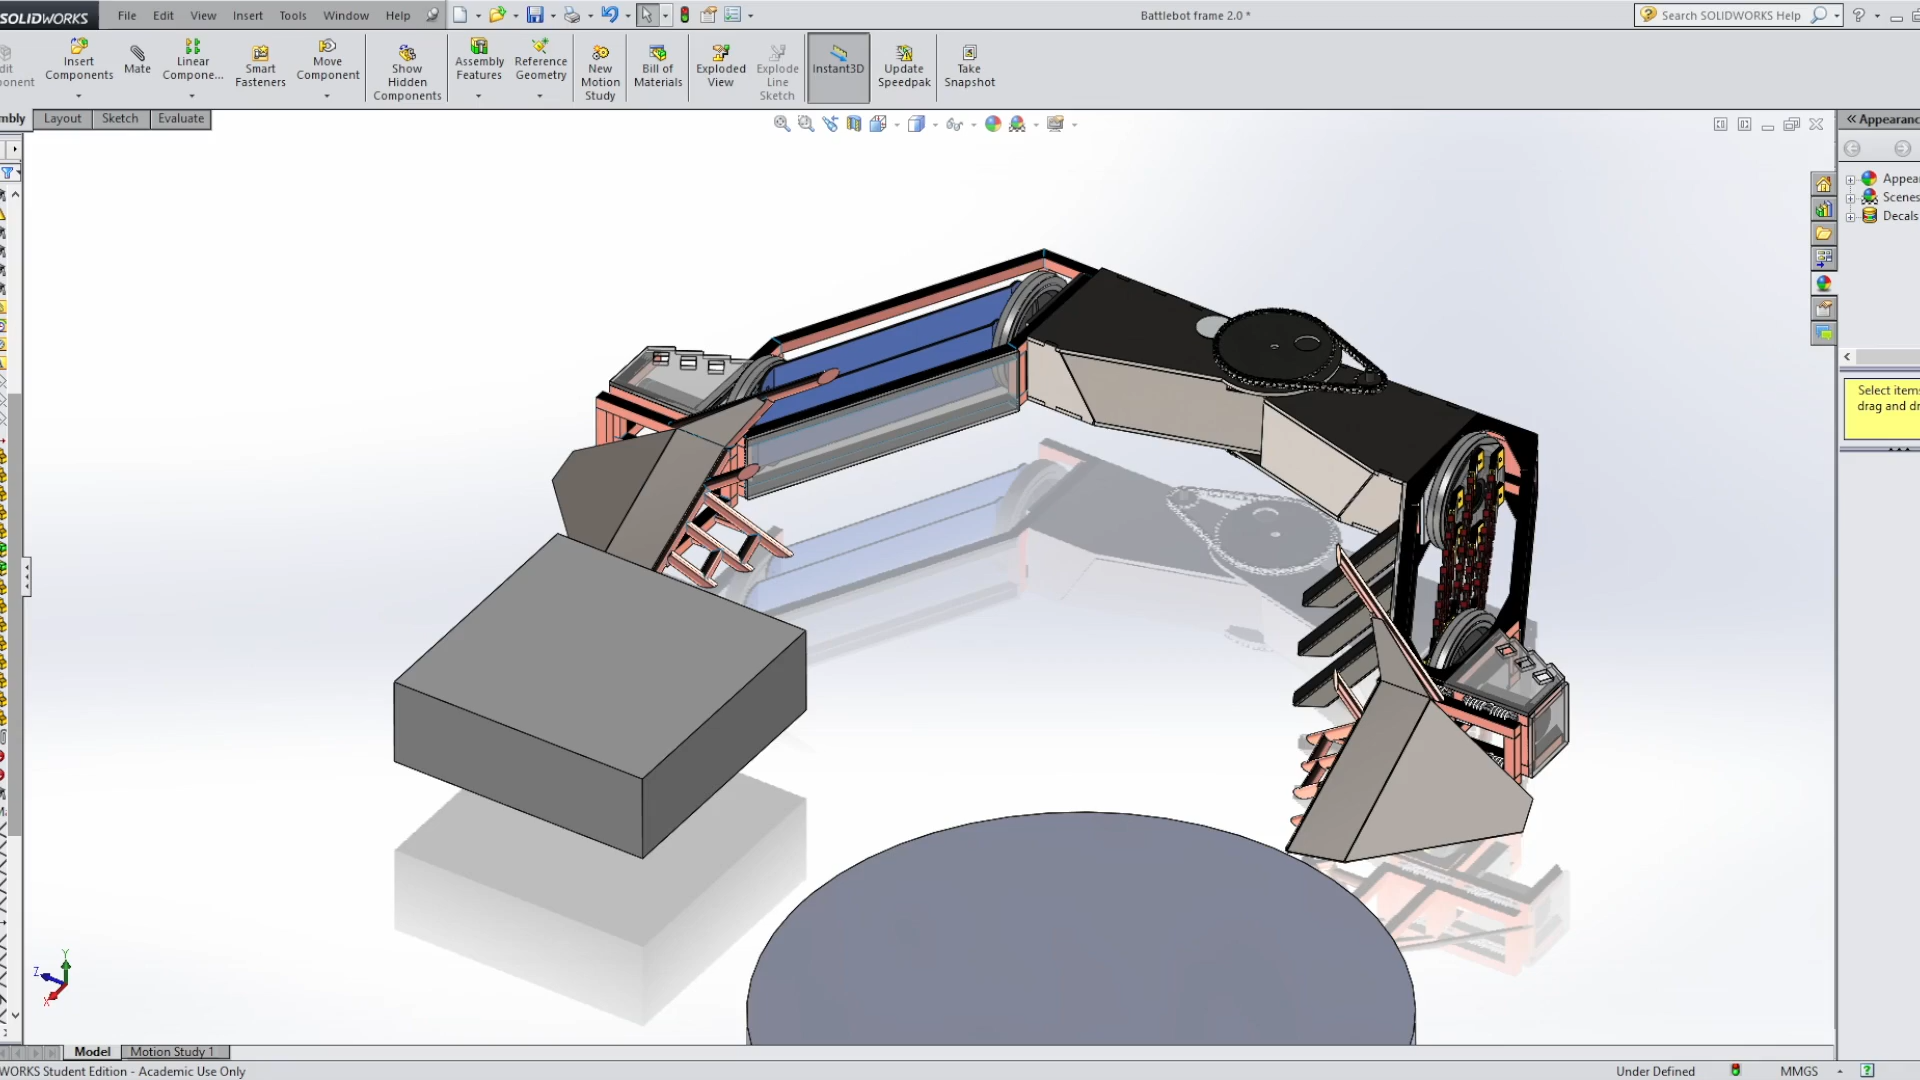 SOLIDWORKS File Edit View Insert Tools Window Help Battlebot frame 2.0 * Search SOLIDWORKS Help
dit
onent
Insert
Components
Mate
Linear
Compone...
Smart
Fasteners
Move
Component
Show
Hidden
Components
Assembly
Features
Reference
Geometry
New
Motion
Study
Bill of
Materials
Exploded
View
Explode
Line
Sketch
Instant3D
Update
Speedpak
Take
Snapshot
mbly Layout Sketch Evaluate
« Appearanc
Appea
Scenes
Decals
Select items
drag and dr
Y
Z
X
Model Motion Study 1
WORKS Student Edition - Academic Use Only Under Defined MMGS